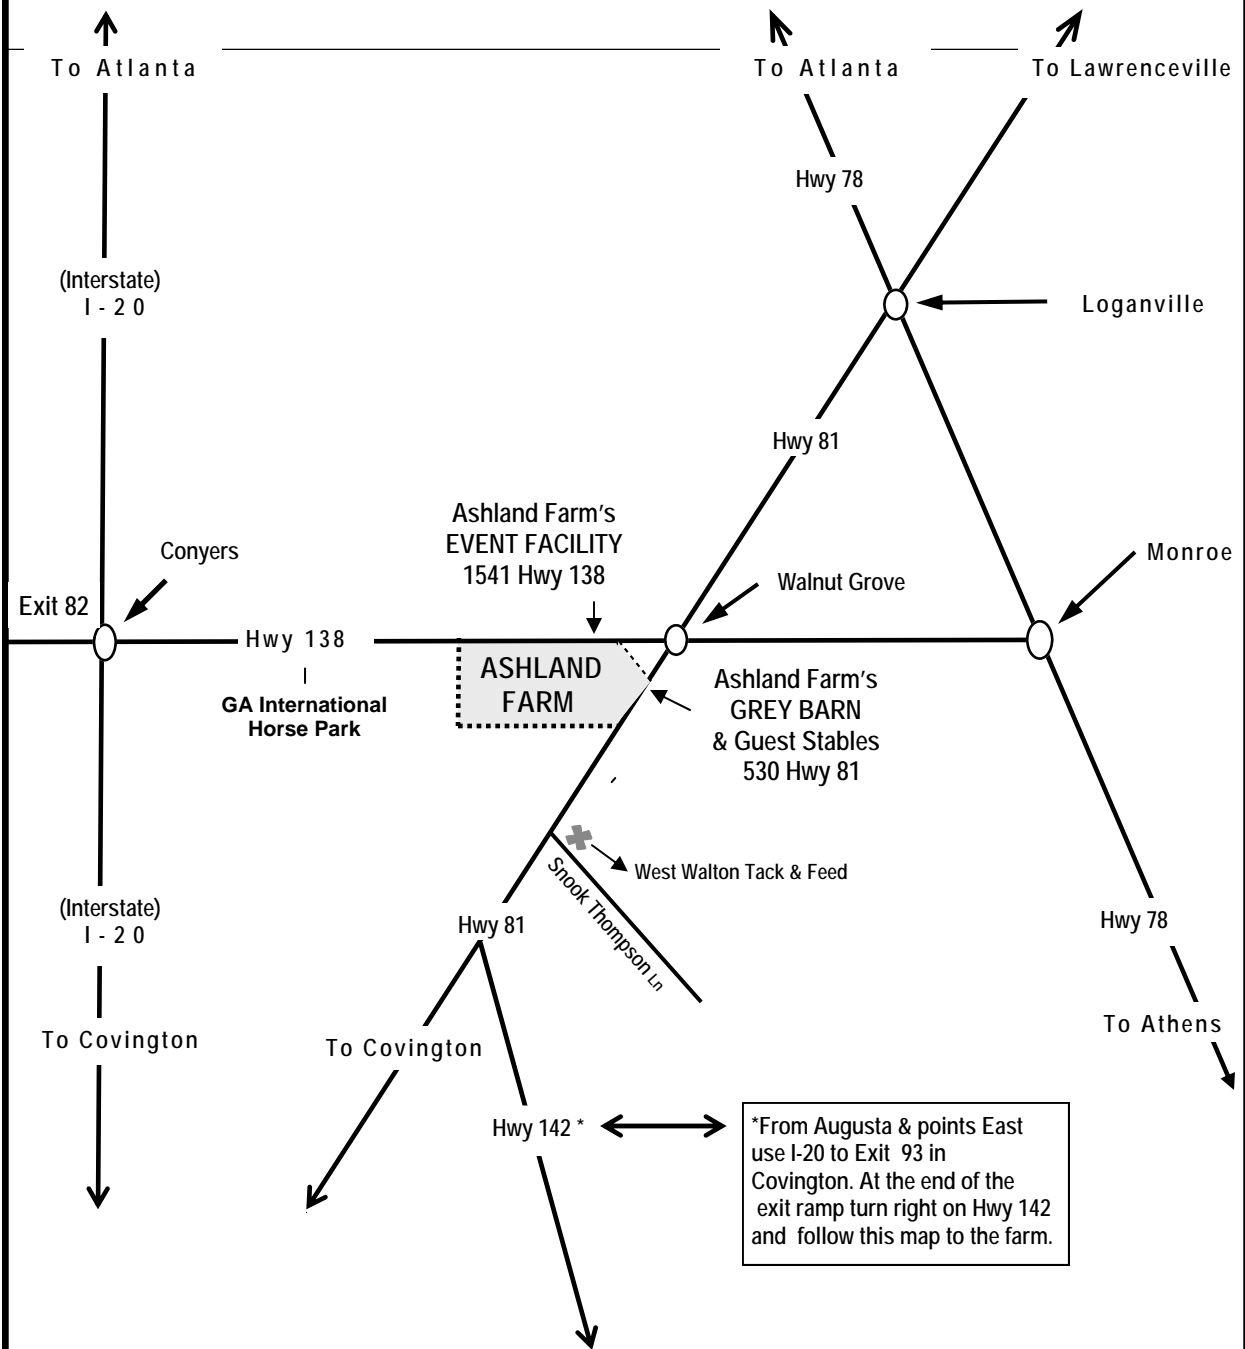 To Atlanta
To Atlanta
To Lawrenceville
Hwy 78
(Interstate)
I-20
Loganville
Hwy 81
Ashland Farm's
EVENT FACILITY
1541 Hwy 138
Conyers
Monroe
Walnut Grove
Exit 82
Hwy 138
ASHLAND
FARM
GA International
Horse Park
Ashland Farm's
GREY BARN
& Guest Stables
530 Hwy 81
West Walton Tack & Feed
Snook Thompson Ln
(Interstate)
I-20
Hwy 81
Hwy 78
To Covington
To Covington
To Athens
Hwy 142 *
*From Augusta & points East
use I-20 to Exit 93 in
Covington. At the end of the
exit ramp turn right on Hwy 142
and follow this map to the farm.